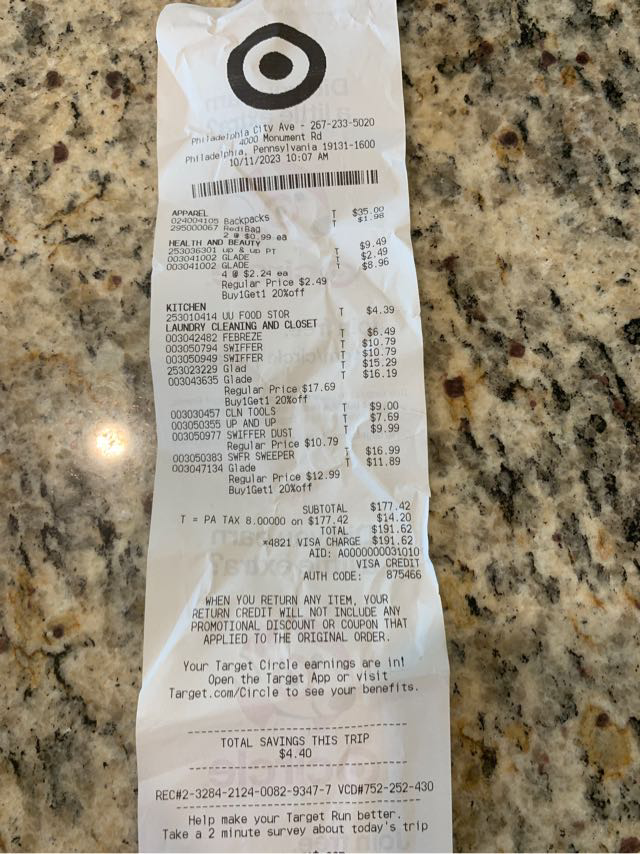 Philadelphia City Ave - 267-233-5020
4000 Monument Rd
Philadelphia, Pennsylvania 19131-1600
10/11/2023 10:07 AM
APPAREL
024004105 Backpacks T $35.00
295000067 RediBag T $1.98
2 @ $0.99 ea
HEALTH AND BEAUTY
253036301 up & up PT T $9.49
003041002 GLADE T $2.49
003041002 GLADE T $8.96
4 @ $2.24 ea
Regular Price $2.49
Buy1Get1 20%off
KITCHEN
253010414 UU FOOD STOR T $4.39
LAUNDRY CLEANING AND CLOSET
003042482 FEBREZE T $6.49
003050794 SWIFFER T $10.79
003050949 SWIFFER T $10.79
253023229 Glad T $15.29
003043635 Glade T $16.19
Regular Price $17.69
Buy1Get1 20%off
003030457 CLN TOOLS T $9.00
003050355 UP AND UP T $7.69
003050977 SWIFFER DUST T $9.99
Regular Price $10.79
003050383 SWFR SWEEPER T $16.99
003047134 Glade T $11.89
Regular Price $12.99
Buy1Get1 20%off
SUBTOTAL $177.42
T = PA TAX 8.00000 on $177.42 $14.20
TOTAL $191.62
*4821 VISA CHARGE $191.62
AID: A0000000031010
VISA CREDIT
AUTH CODE: 875466
WHEN YOU RETURN ANY ITEM, YOUR
RETURN CREDIT WILL NOT INCLUDE ANY
PROMOTIONAL DISCOUNT OR COUPON THAT
APPLIED TO THE ORIGINAL ORDER.
Your Target Circle earnings are in!
Open the Target App or visit
Target.com/Circle to see your benefits.
TOTAL SAVINGS THIS TRIP
$4.40
REC#2-3284-2124-0082-9347-7 VCD#752-252-430
Help make your Target Run better.
Take a 2 minute survey about today's trip